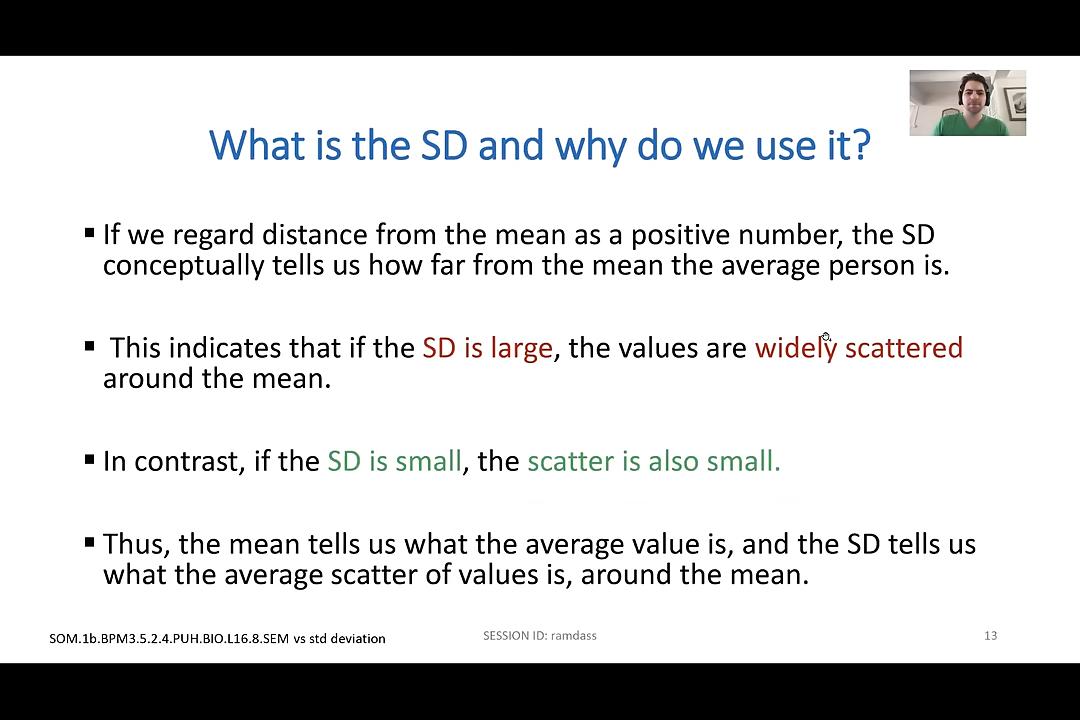 What is the SD and why do we use it?
▪ If we regard distance from the mean as a positive number, the SD
conceptually tells us how far from the mean the average person is.
▪ This indicates that if the SD is large, the values are widely scattered
around the mean.
▪ In contrast, if the SD is small, the scatter is also small.
▪ Thus, the mean tells us what the average value is, and the SD tells us
what the average scatter of values is, around the mean.
SOM.1b.BPM3.5.2.4.PUH.BIO.L16.8.SEM vs std deviation
SESSION ID: ramdass
13